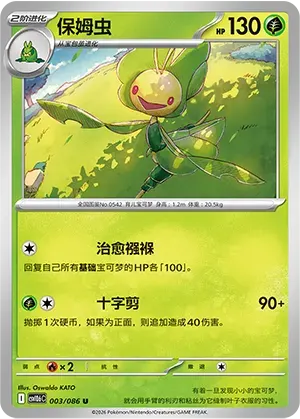 2阶进化
保姆虫
HP 130
从宝包茧进化
全国图鉴No.0542 育儿宝可梦 身高：1.2m 体重：20.5kg
治愈襁褓
回复自己所有基础宝可梦的HP各「100」。
十字剪 90+
抛掷1次硬币，如果为正面，则追加造成40伤害。
Illus. Oswaldo KATO
×2
003/086 U
有着一旦发现小小的宝可梦，
就会用手臂的利刃和粘丝为它缝制叶子衣服的习性。
©2026 Pokémon/Nintendo/Creatures/GAME FREAK.